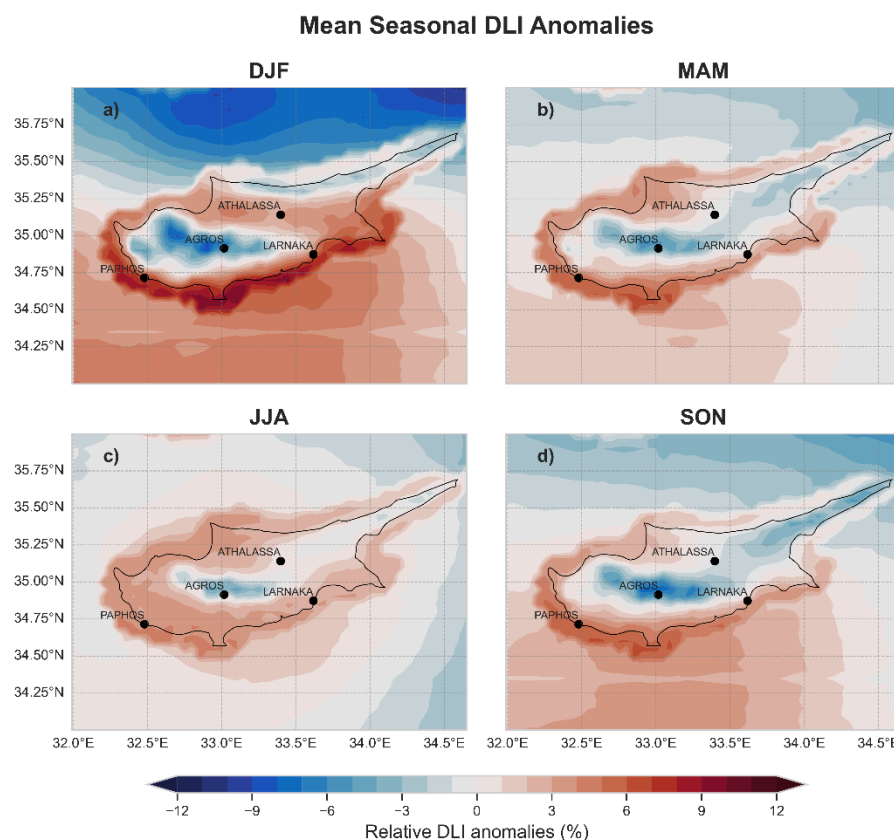 Mean Seasonal DLI Anomalies
DJF
MAM
a)
b)
35.75°N
35.50°N
35.25°N
35.00°N
34.75°N
34.50°N
34.25°N
ATHALASSA
AGROS
LARNAKA
PAPHOS
ATHALASSA
AGROS
LARNAKA
PAPHOS
JJA
SON
c)
d)
35.75°N
35.50°N
35.25°N
35.00°N
34.75°N
34.50°N
34.25°N
ATHALASSA
AGROS
LARNAKA
PAPHOS
ATHALASSA
AGROS
LARNAKA
PAPHOS
32.0°E 32.5°E 33.0°E 33.5°E 34.0°E 34.5°E
32.0°E 32.5°E 33.0°E 33.5°E 34.0°E 34.5°E
−12 −9 −6 −3 0 3 6 9 12
Relative DLI anomalies (%)